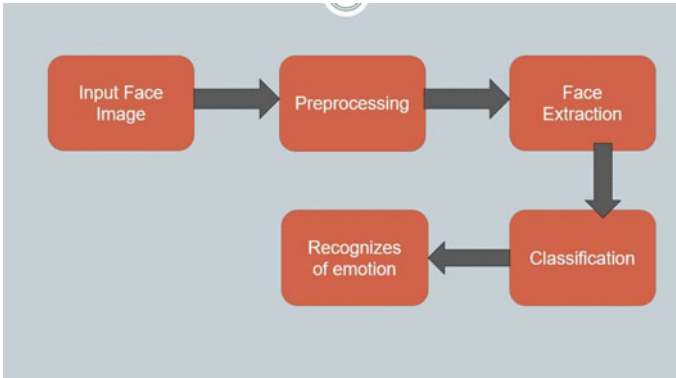 Input Face
Image
Preprocessing
Face
Extraction
Classification
Recognizes
of emotion